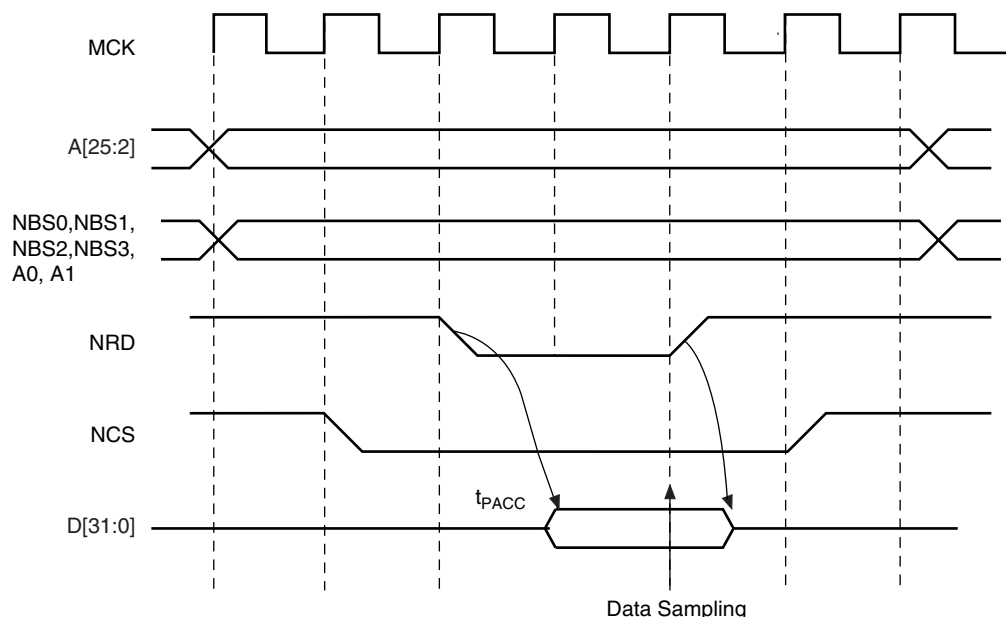 MCK
A[25:2]
NBS0,NBS1,
NBS2,NBS3,
A0, A1
NRD
NCS
tPACC
D[31:0]
Data Sampling